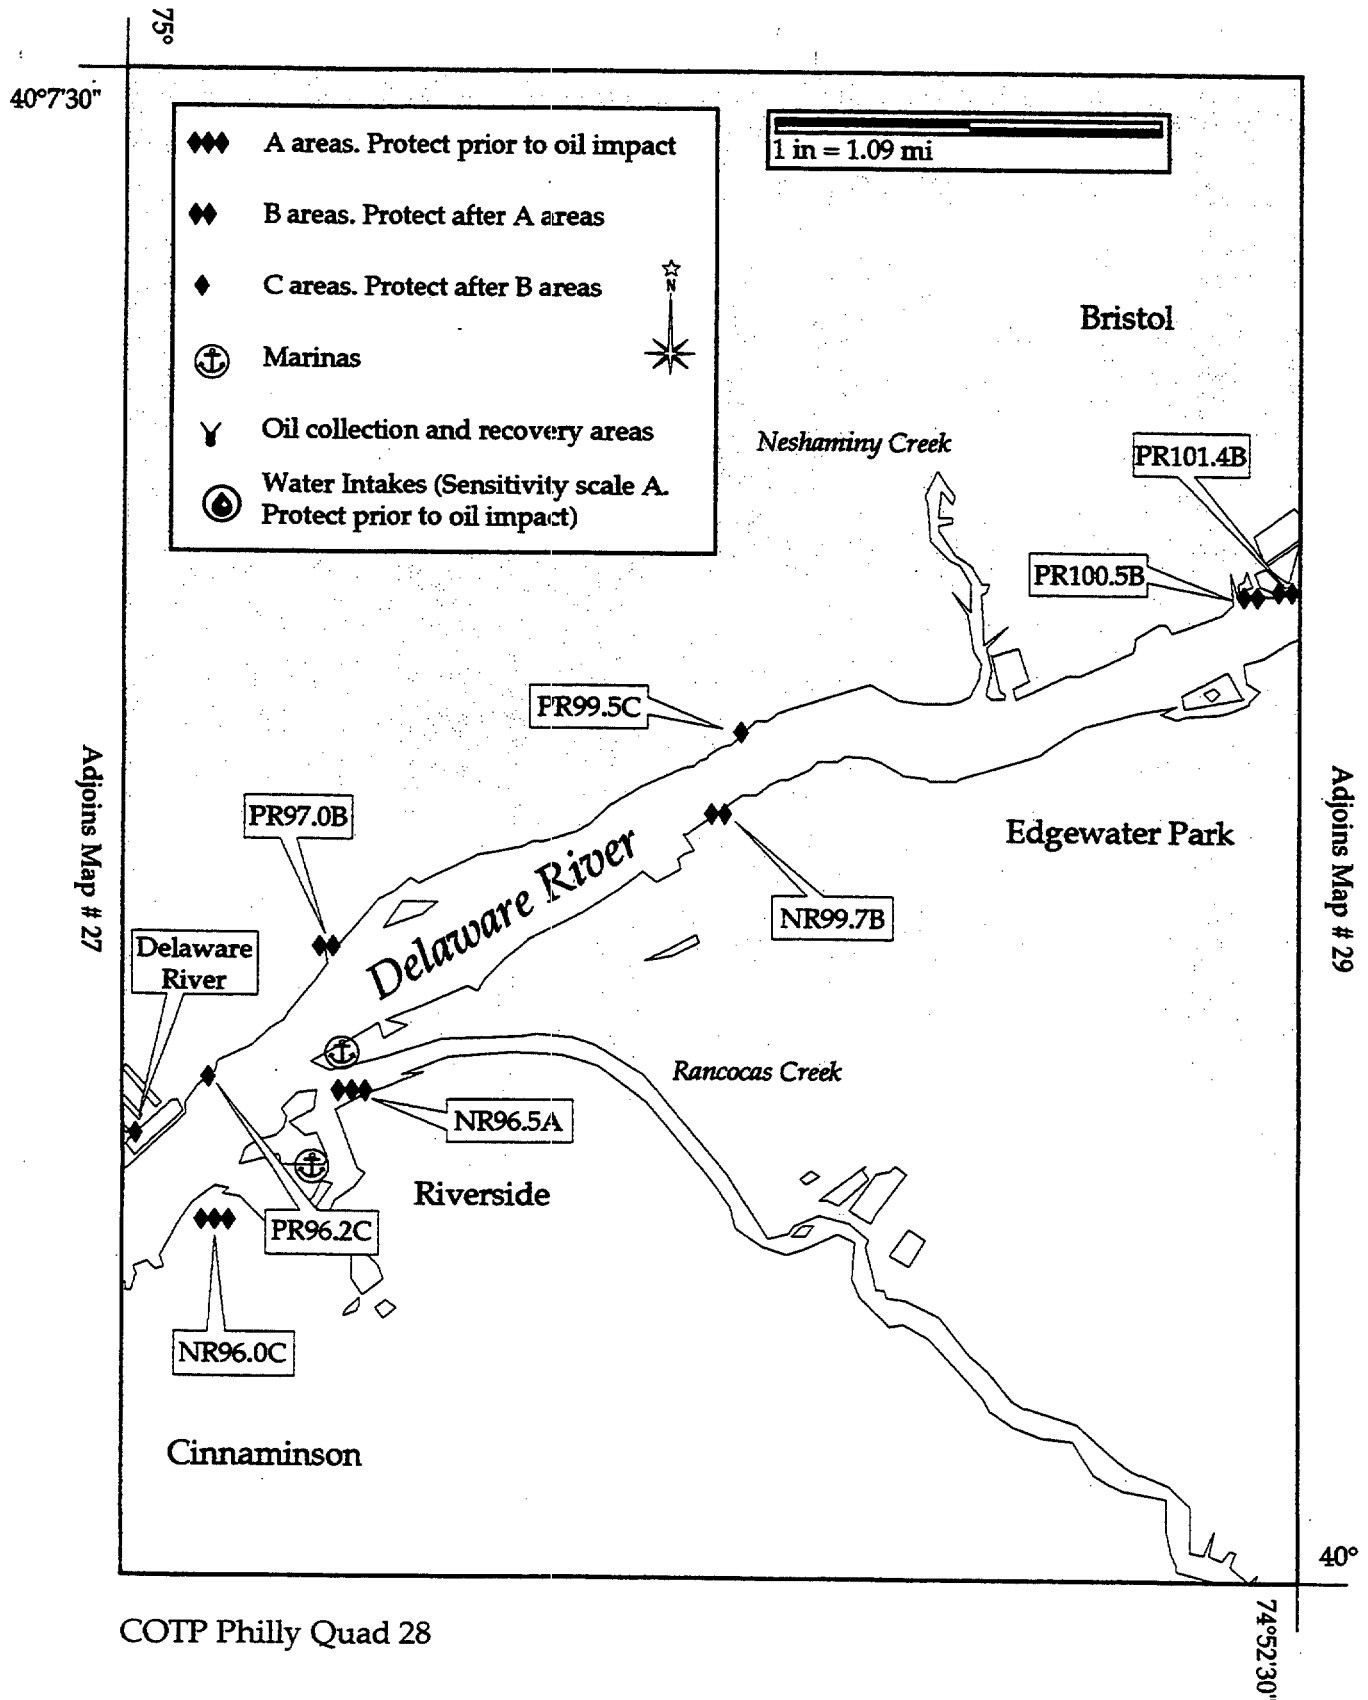 75°
40°7'30"
A areas. Protect prior to oil impact
B areas. Protect after A areas
C areas. Protect after B areas
Marinas
Oil collection and recovery areas
Water Intakes (Sensitivity scale A.
Protect prior to oil impact)
N
1 in = 1.09 mi
Bristol
Neshaminy Creek
PR101.4B
PR100.5B
PR99.5C
Adjoins Map # 27
Adjoins Map # 29
PR97.0B
Edgewater Park
Delaware River
NR99.7B
Delaware
River
Rancocas Creek
NR96.5A
Riverside
PR96.2C
NR96.0C
Cinnaminson
40°
COTP Philly Quad 28
74°52'30"